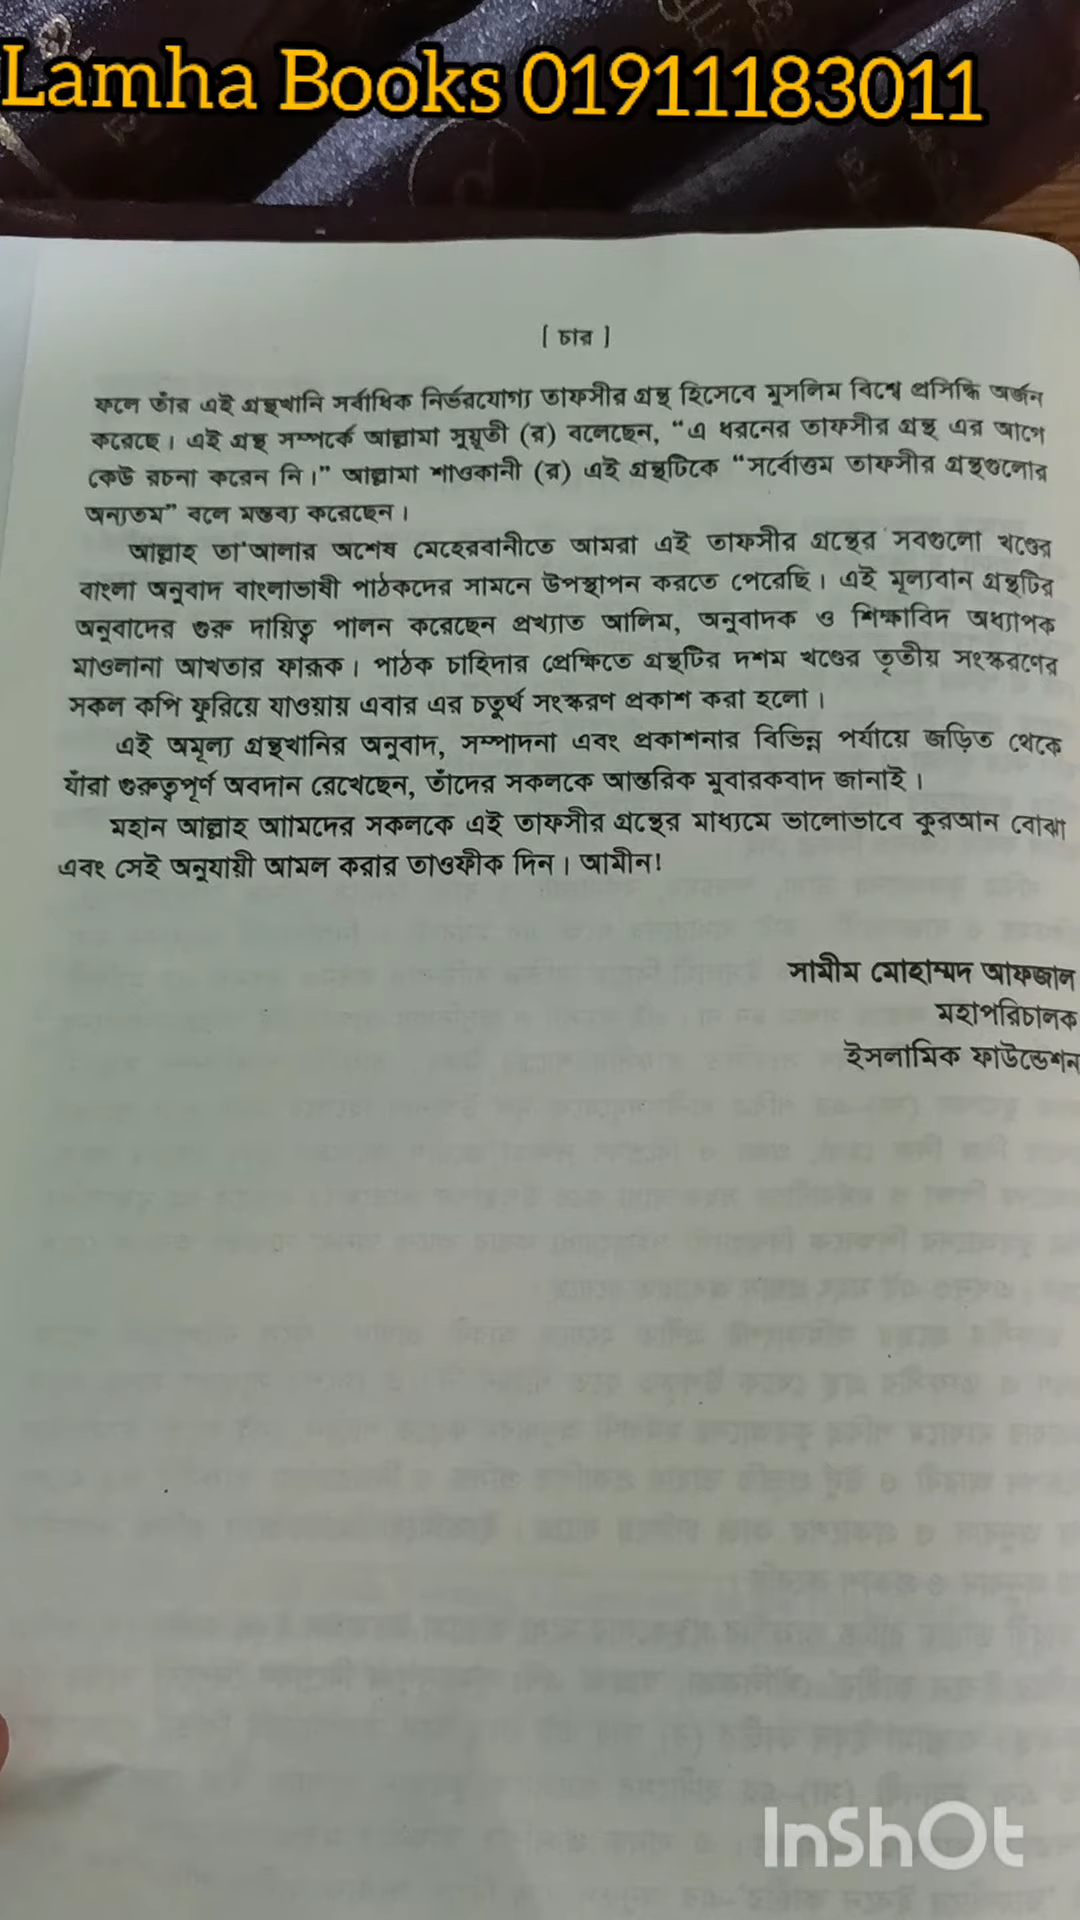 Lamha Books 01911183011
[ চার ]
ফলে তাঁর এই গ্রন্থখানি সর্বাধিক নির্ভরযোগ্য তাফসীর গ্রন্থ হিসেবে মুসলিম বিশ্বে প্রসিদ্ধি অর্জন
করেছে। এই গ্রন্থ সম্পর্কে আল্লামা সুয়ূতী (র) বলেছেন, “এ ধরনের তাফসীর গ্রন্থ এর আগে
কেউ রচনা করেন নি।” আল্লামা শাওকানী (র) এই গ্রন্থটিকে “সর্বোত্তম তাফসীর গ্রন্থগুলোর
অন্যতম” বলে মন্তব্য করেছেন।
আল্লাহ তা'আলার অশেষ মেহেরবানীতে আমরা এই তাফসীর গ্রন্থের সবগুলো খণ্ডের
বাংলা অনুবাদ বাংলাভাষী পাঠকদের সামনে উপস্থাপন করতে পেরেছি। এই মূল্যবান গ্রন্থটির
অনুবাদের গুরু দায়িত্ব পালন করেছেন প্রখ্যাত আলিম, অনুবাদক ও শিক্ষাবিদ অধ্যাপক
মাওলানা আখতার ফারূক। পাঠক চাহিদার প্রেক্ষিতে গ্রন্থটির দশম খণ্ডের তৃতীয় সংস্করণের
সকল কপি ফুরিয়ে যাওয়ায় এবার এর চতুর্থ সংস্করণ প্রকাশ করা হলো।
এই অমূল্য গ্রন্থখানির অনুবাদ, সম্পাদনা এবং প্রকাশনার বিভিন্ন পর্যায়ে জড়িত থেকে
যাঁরা গুরুত্বপূর্ণ অবদান রেখেছেন, তাঁদের সকলকে আন্তরিক মুবারকবাদ জানাই।
মহান আল্লাহ আামদের সকলকে এই তাফসীর গ্রন্থের মাধ্যমে ভালোভাবে কুরআন বোঝা
এবং সেই অনুযায়ী আমল করার তাওফীক দিন। আমীন!
সামীম মোহাম্মদ আফজাল
মহাপরিচালক
ইসলামিক ফাউন্ডেশন
InShOt